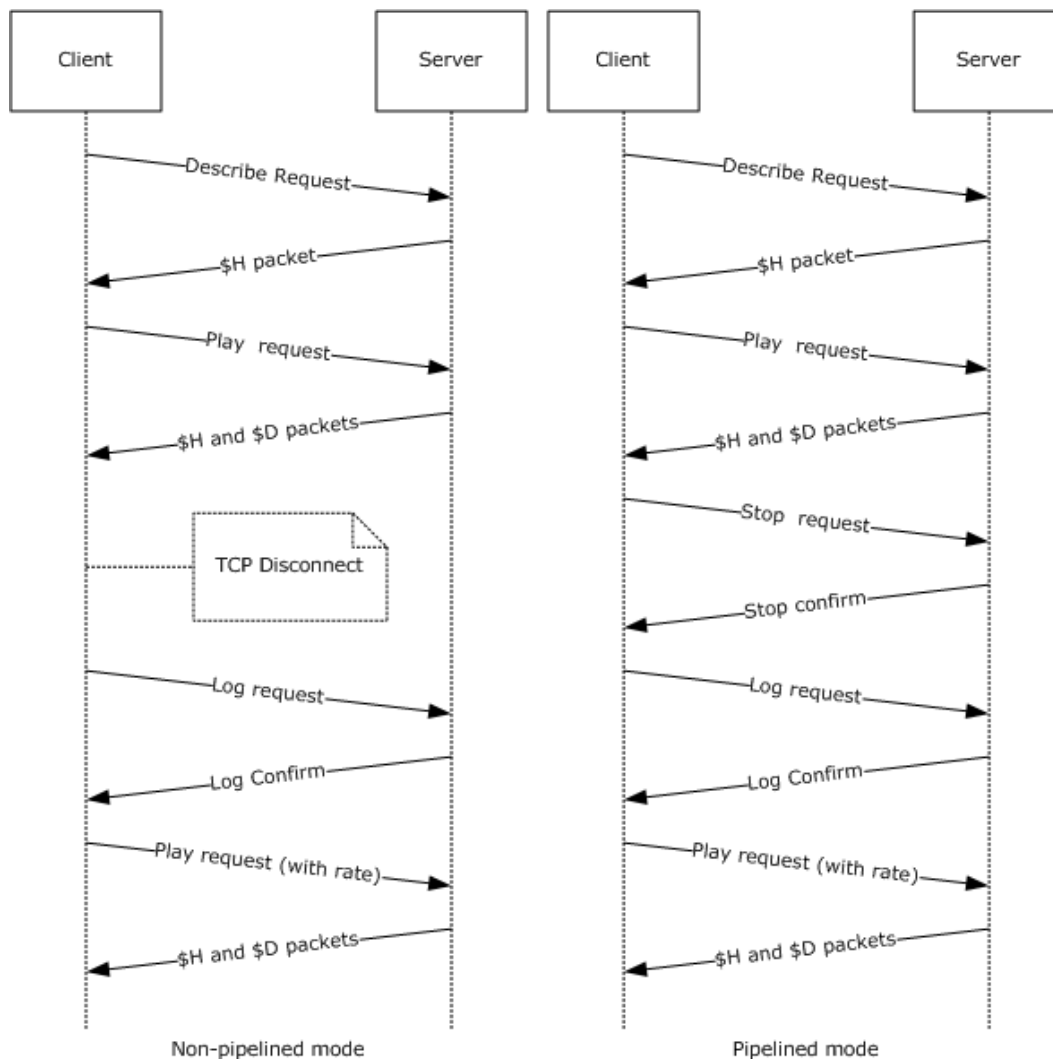 Client
Server
Describe Request
$H packet
Play  request
$H and $D packets
TCP Disconnect
Log request
Log Confirm
Play request (with rate)
$H and $D packets
Non-pipelined mode
Client
Server
Describe Request
$H packet
Play  request
$H and $D packets
Stop  request
Stop confirm
Log request
Log Confirm
Play request (with rate)
$H and $D packets
Pipelined mode